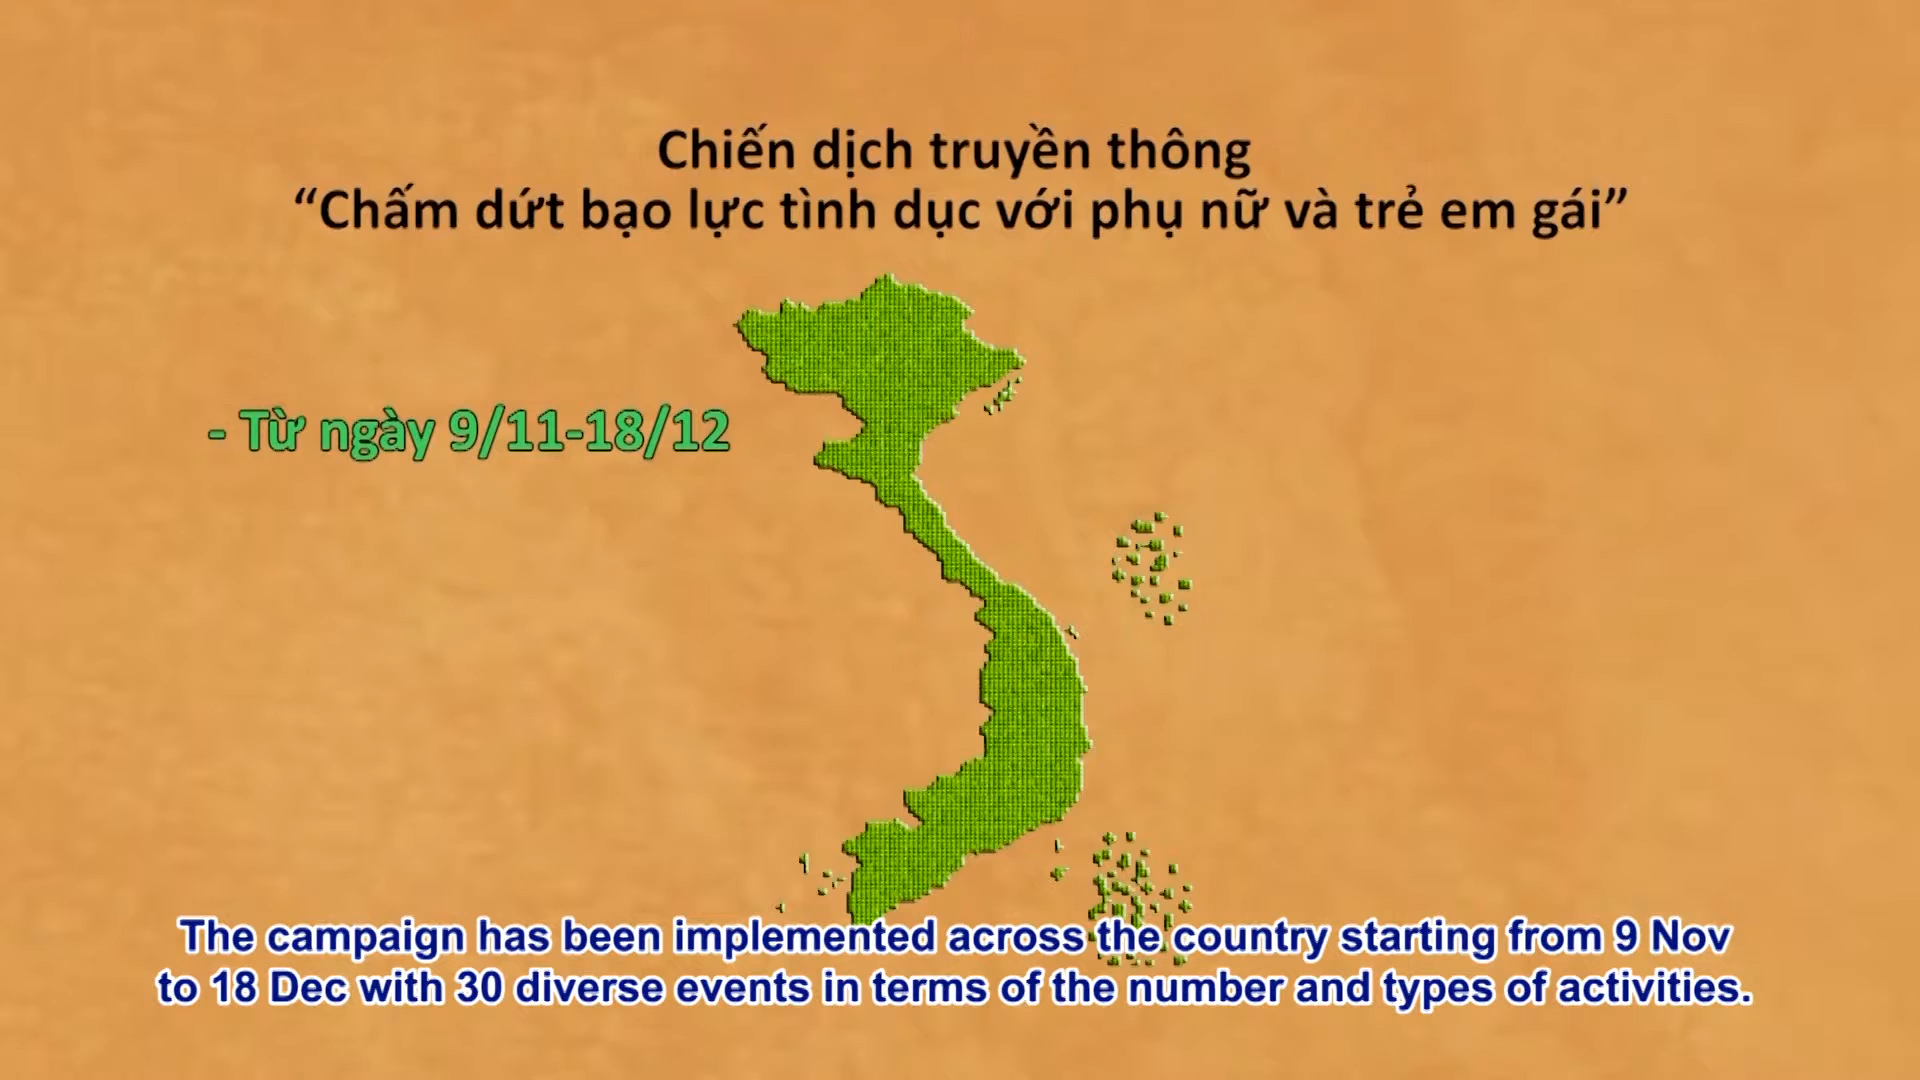 Chiến dịch truyền thông
“Chấm dứt bạo lực tình dục với phụ nữ và trẻ em gái”
- Từ ngày 9/11-18/12
The campaign has been implemented across the country starting from 9 Nov
to 18 Dec with 30 diverse events in terms of the number and types of activities.